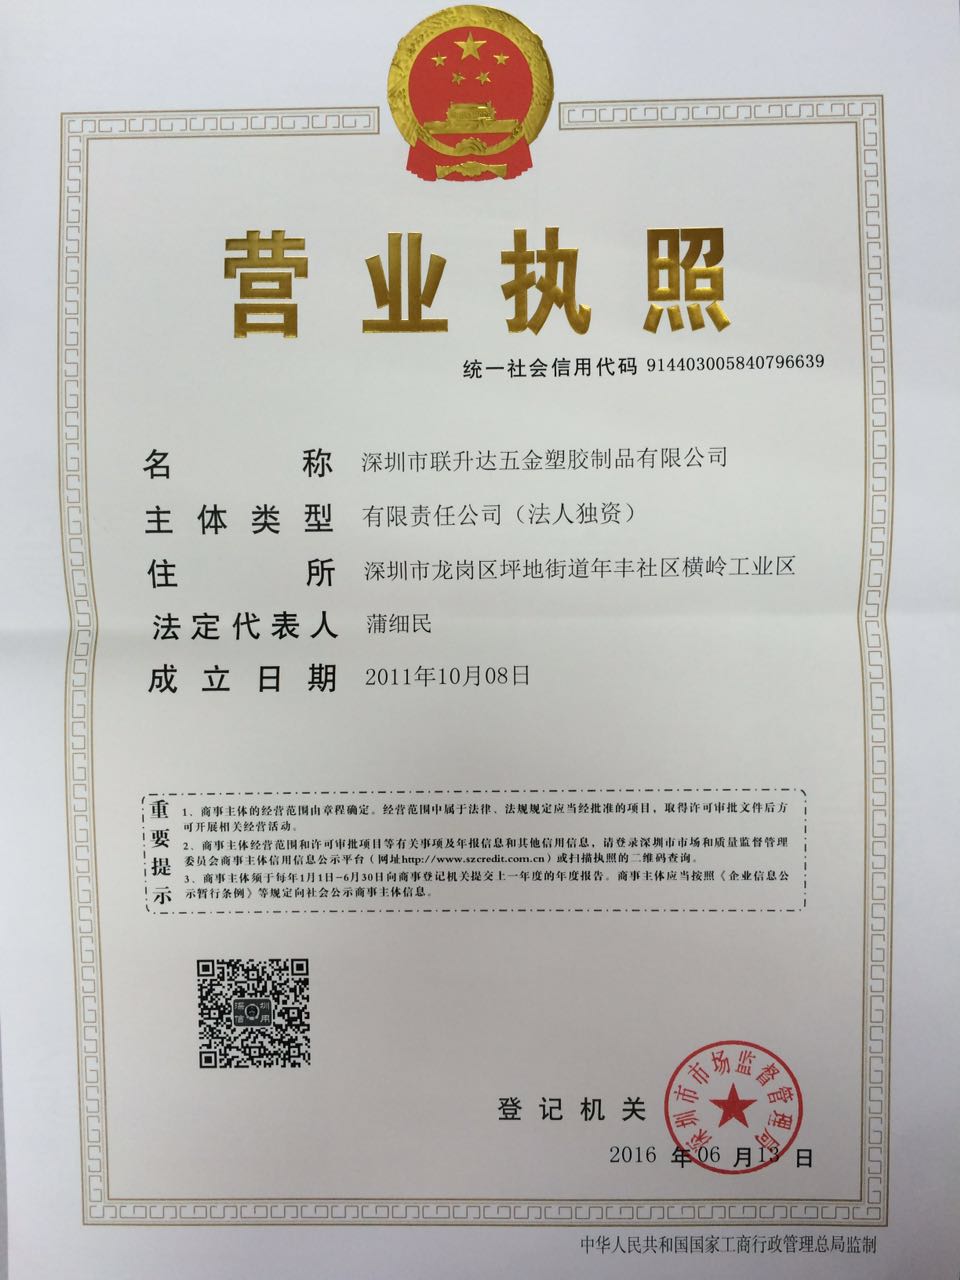 营业执照
统一社会信用代码 914403005840796639
名称 深圳市联升达五金塑胶制品有限公司
主体类型 有限责任公司（法人独资）
住所 深圳市龙岗区坪地街道年丰社区横岭工业区
法定代表人 蒲细民
成立日期 2011年10月08日
重要提示
1、商事主体的经营范围由章程确定。经营范围中属于法律、法规规定应当经批准的项目，取得许可审批文件后方
可开展相关经营活动。
2、商事主体经营范围和许可审批项目等有关事项及年报信息和其他信用信息，请登录深圳市市场和质量监督管理
委员会商事主体信用信息公示平台（网址http://www.szcredit.com.cn）或扫描执照的二维码查询。
3、商事主体须于每年1月1日-6月30日向商事登记机关提交上一年度的年度报告。商事主体应当按照《企业信息公
示暂行条例》等规定向社会公示商事主体信息。
深圳
信用
深圳市市场监督管理局
登记机关
2016年06月13日
中华人民共和国国家工商行政管理总局监制